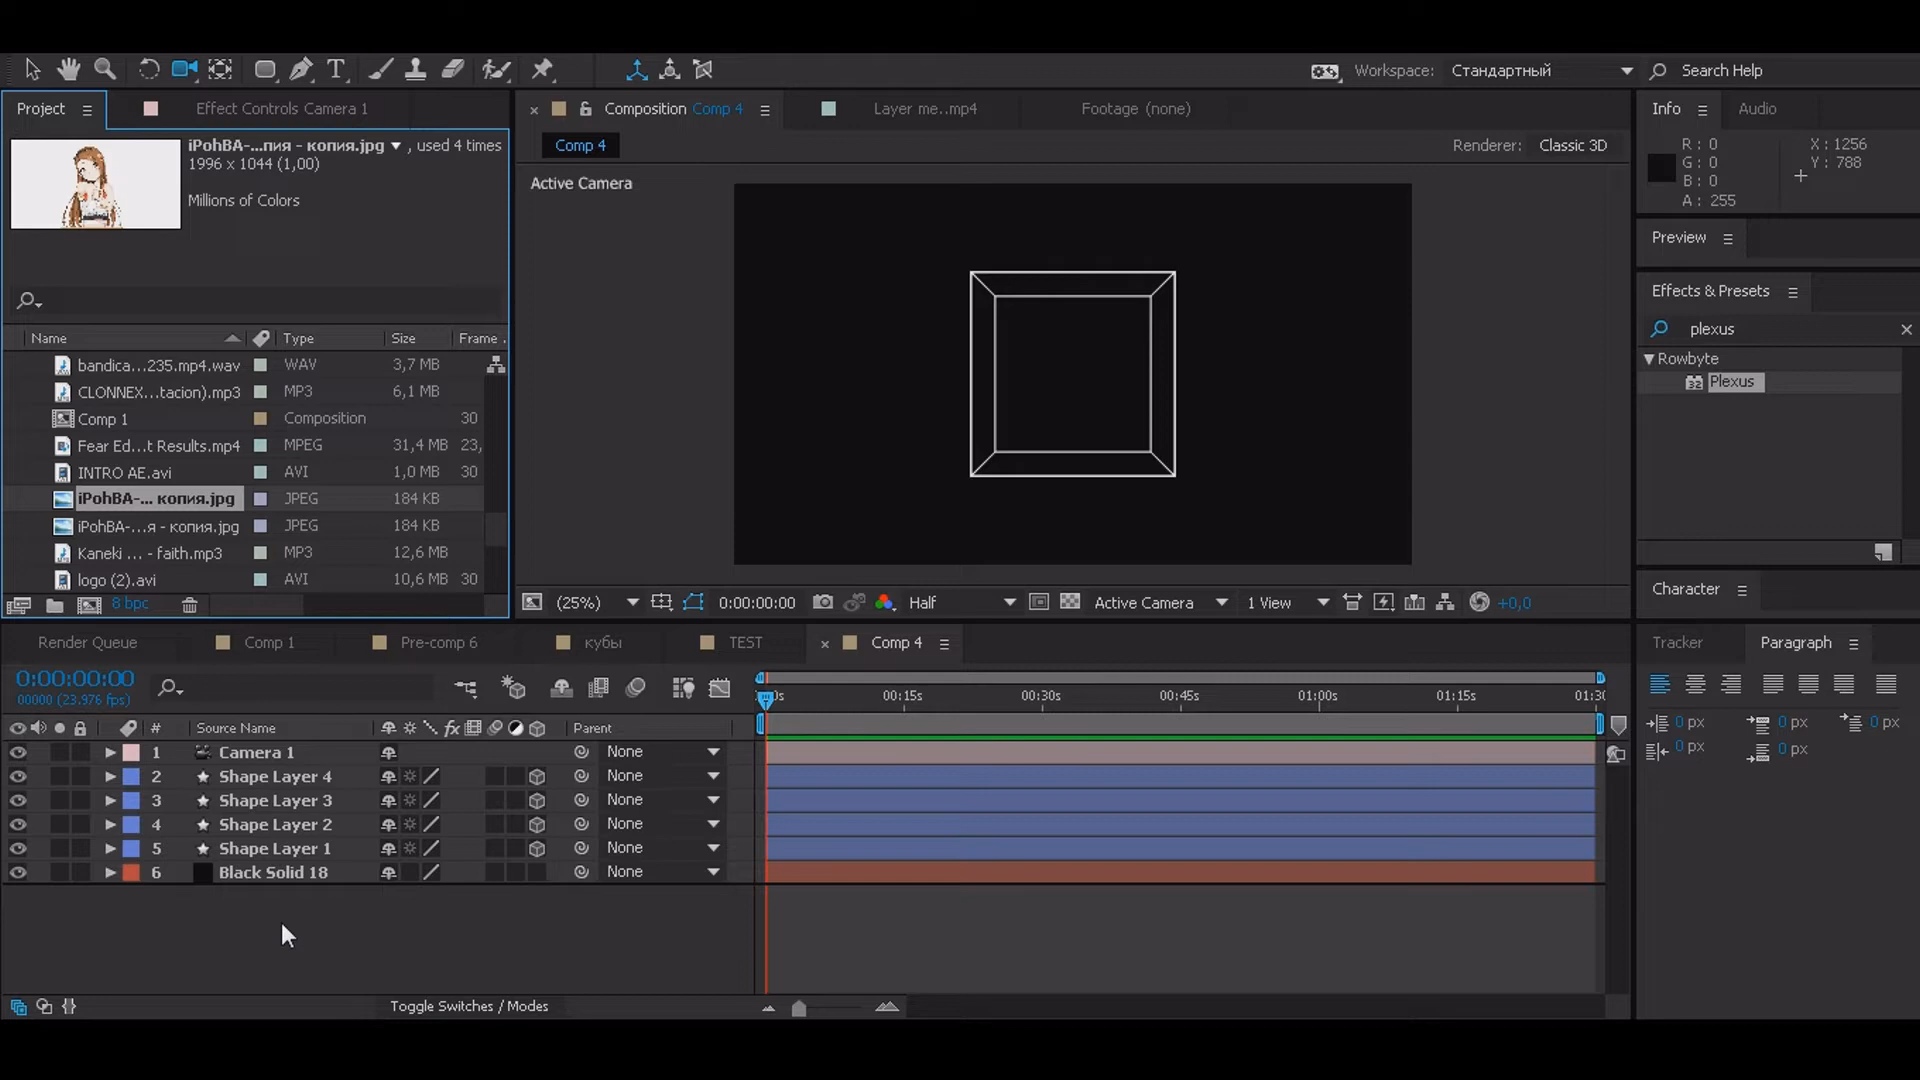 Workspace: Стандартный Search Help
Project Effect Controls Camera 1
Composition Comp 4 Layer me..mp4 Footage (none)
Info Audio
iPohBA-...пия - копия.jpg , used 4 times
1996 x 1044 (1,00)
Millions of Colors
Comp 4 Renderer: Classic 3D
Active Camera
R: 0 X: 1256
G: 0 Y: 788
B: 0
A: 255
Preview
Effects & Presets
plexus
Rowbyte
32 Plexus
Character
Name Type Size Frame .
bandica...235.mp4.wav WAV 3,7 MB
CLONNEX...tacion).mp3 MP3 6,1 MB
Comp 1 Composition 30
Fear Ed...t Results.mp4 MPEG 31,4 MB 23,
INTRO AE.avi AVI 1,0 MB 30
iPohBA-... копия.jpg JPEG 184 KB
iPohBA-...я - копия.jpg JPEG 184 KB
Kaneki ... - faith.mp3 MP3 12,6 MB
logo (2).avi AVI 10,6 MB 30
8 bpc
(25%) 0:00:00:00 Half Active Camera 1 View +0,0
Render Queue Comp 1 Pre-comp 6 кубы TEST Comp 4
Tracker Paragraph
0:00:00:00
00000 (23.976 fps)
0s 00:15s 00:30s 00:45s 01:00s 01:15s 01:30
# Source Name fx Parent
1 Camera 1 None
2 Shape Layer 4 None
3 Shape Layer 3 None
4 Shape Layer 2 None
5 Shape Layer 1 None
6 Black Solid 18 None
0 px 0 px 0 px
0 px 0 px
Toggle Switches / Modes